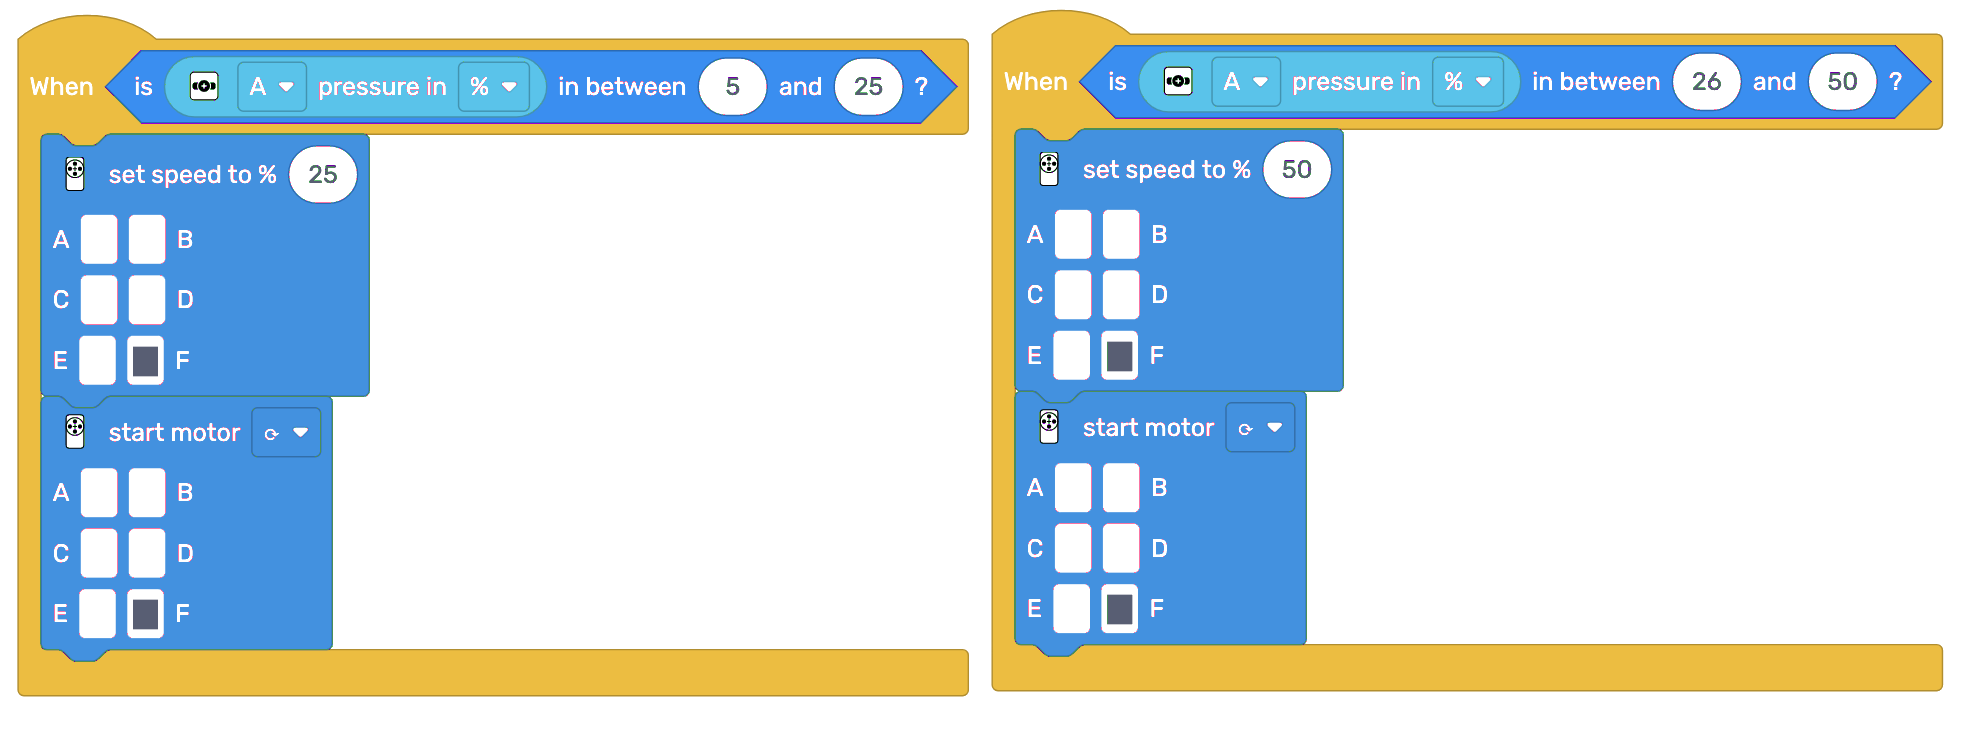 When is A pressure in % in between 5 and 25 ?
set speed to % 25
A B
C D
E F
start motor
A B
C D
E F
When is A pressure in % in between 26 and 50 ?
set speed to % 50
A B
C D
E F
start motor
A B
C D
E F